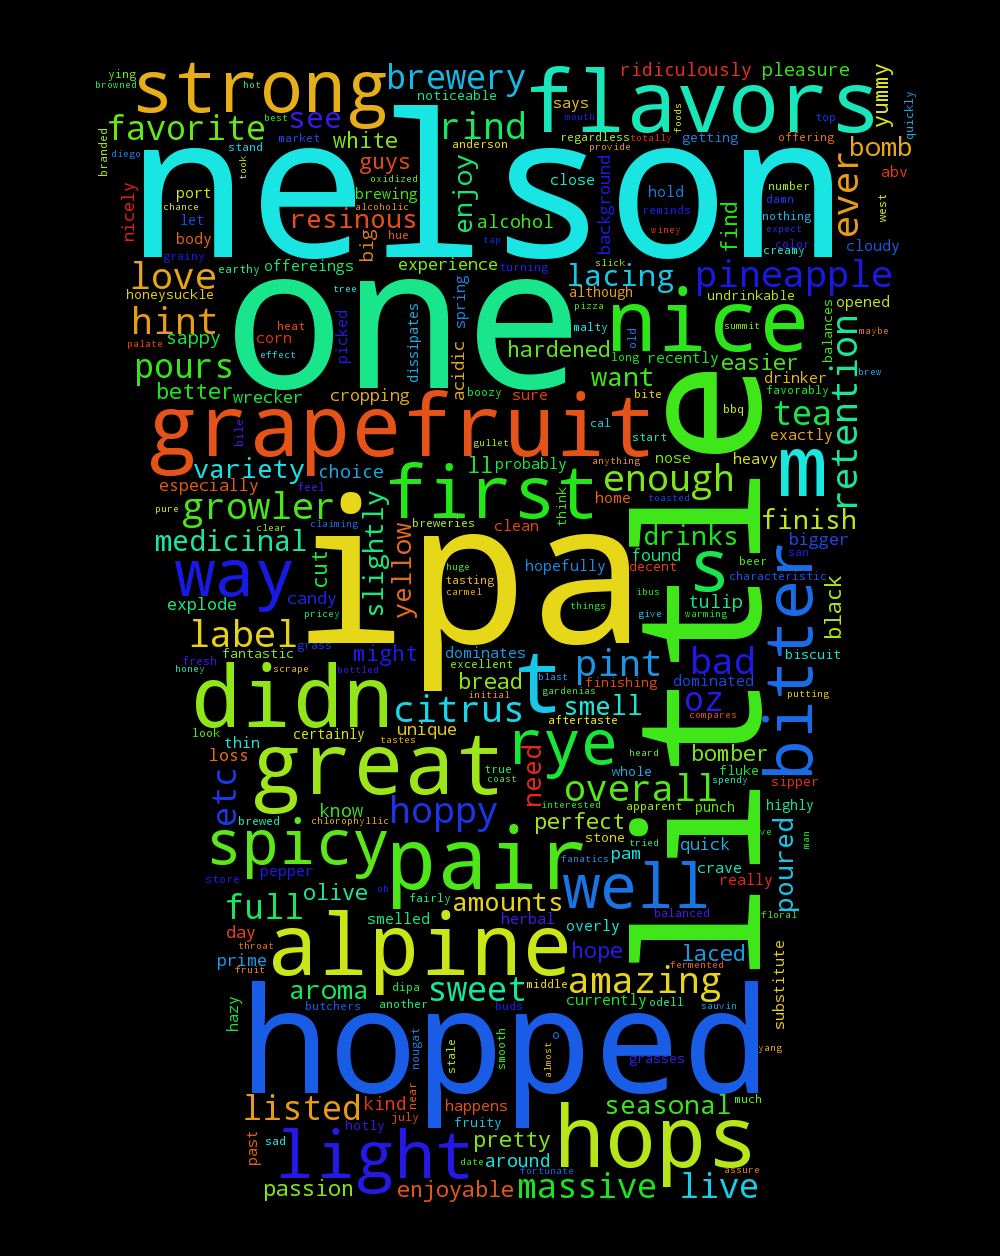 ying
strong
brewery
flavors
ridiculously
pleasure
yummy
quickly
browned
hot
noticeable
says
foods
top
favorite
best
see
rind
mouth
branded
diego
stand
market
white
anderson
regardless
totally
getting
offering
provide
bomb
nelson
took
guys
oxidized
enjoy
close
background
ever
abv
nicely
port
chance
let
body
grainy
resinous
big
hue
brewing
alcoholic
alcohol
tap
hold
reminds
winey
find
number
damn
nothing
expect
color
creamy
west
cloudy
love
earthy
offereings
experience
turning
slick
lacing
pineapple
honeysuckle
tree
one
although
undrinkable
opened
hint
palate
sappy
corn
heat
effect
picked
dissipates
spring
acidic
pizza
malty
old
nice
summit
balances
maybe
retention
pours
hardened
long
recently
easier
brew
better
wrecker
cropping
boozy
sure
want
bite
drinker
favorably
grapefruit
bile
gullet
cal
start
little
bbq
tea
exactly
variety
choice
ll
probably
anything
nose
heavy
m
especially
feel
first
think
home
enough
toasted
pure
growler
clear
claiming
slightly
yellow
breweries
clean
finish
medicinal
cut
ipa
huge
tasting
carmel
hopefully
found
decent
drinks
bigger
san
beer
way
candy
things
ibus
give
s
characteristic
explode
pricey
tulip
warming
black
bitter
label
grass
fantastic
might
dominates
excellent
biscuit
fresh
honey
scrape
bottled
bread
t
blast
pint
bad
dominated
finishing
initial
gardenias
putting
didn
citrus
smell
oz
compares
look
thin
certainly
unique
aftertaste
tastes
rye
loss
great
true
coast
need
heard
whole
bomber
fluke
spendy
sipper
etc
overall
brewed
chlorophyllic
know
hoppy
interested
apparent
punch
highly
perfect
stone
tried
ve
man
spicy
pair
fanatics
pam
quick
poured
store
pepper
crave
really
olive
ob
fairly
well
full
smelled
amounts
herbal
overly
balanced
floral
day
throat
prime
fruit
alpine
hope
laced
fermented
substitute
aroma
dipa
sweet
middle
amazing
hazy
butchers
another
buds
currently
odell
sauvin
hopped
nougat
stale
smooth
almost
o
grasses
yang
listed
kind
near
july
happens
fruity
seasonal
much
past
sad
hotly
light
pretty
date
around
hops
fortunate
assure
passion
enjoyable
massive
live